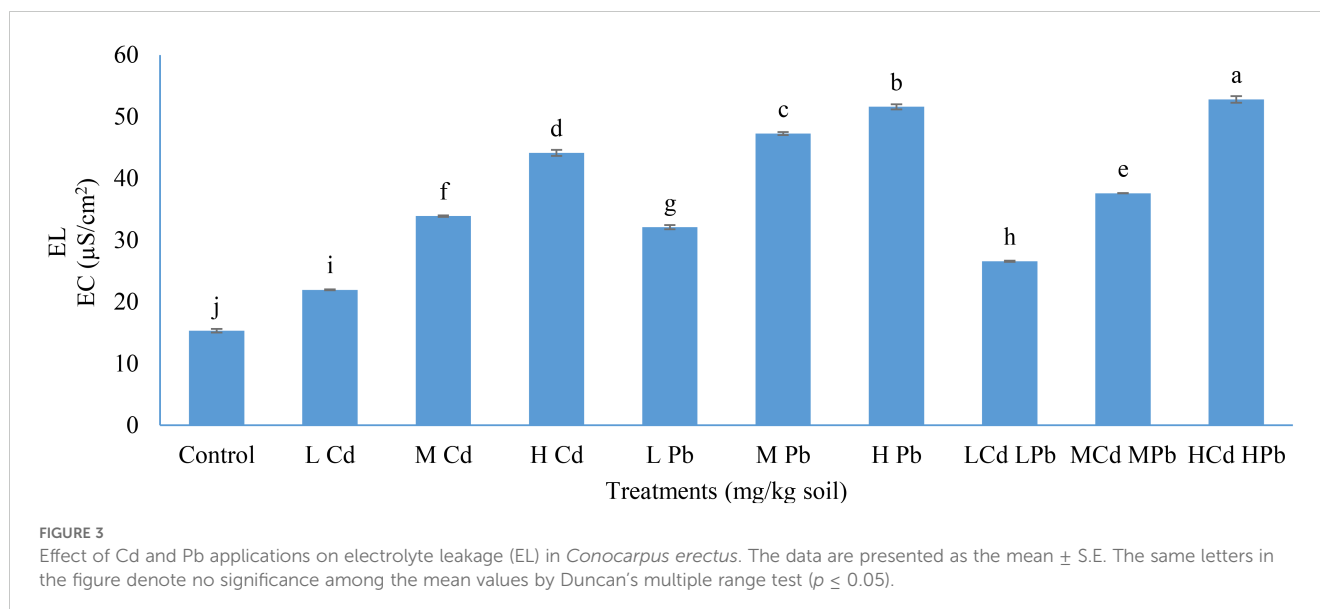 60
50
40
30
20
10
0
EL
EC (µS/cm²)
j
i
f
d
g
c
b
h
e
a
Control L Cd M Cd H Cd L Pb M Pb H Pb LCd LPb MCd MPb HCd HPb
Treatments (mg/kg soil)
FIGURE 3
Effect of Cd and Pb applications on electrolyte leakage (EL) in Conocarpus erectus. The data are presented as the mean ± S.E. The same letters in
the figure denote no significance among the mean values by Duncan’s multiple range test (p ≤ 0.05).